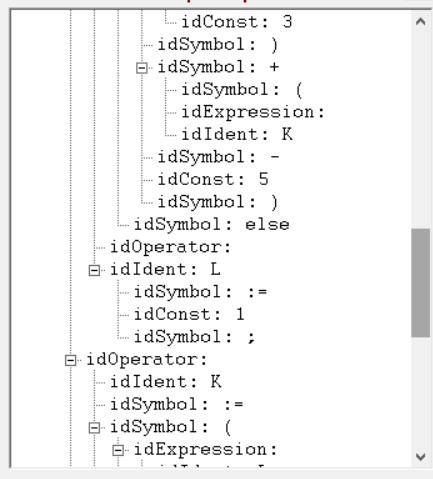 idConst: 3
idSymbol: )
idSymbol: +
idSymbol: (
idExpression:
idIdent: K
idSymbol: -
idConst: 5
idSymbol: )
idSymbol: else
idOperator:
idIdent: L
idSymbol: :=
idConst: 1
idSymbol: ;
idOperator:
idIdent: K
idSymbol: :=
idSymbol: (
idExpression: